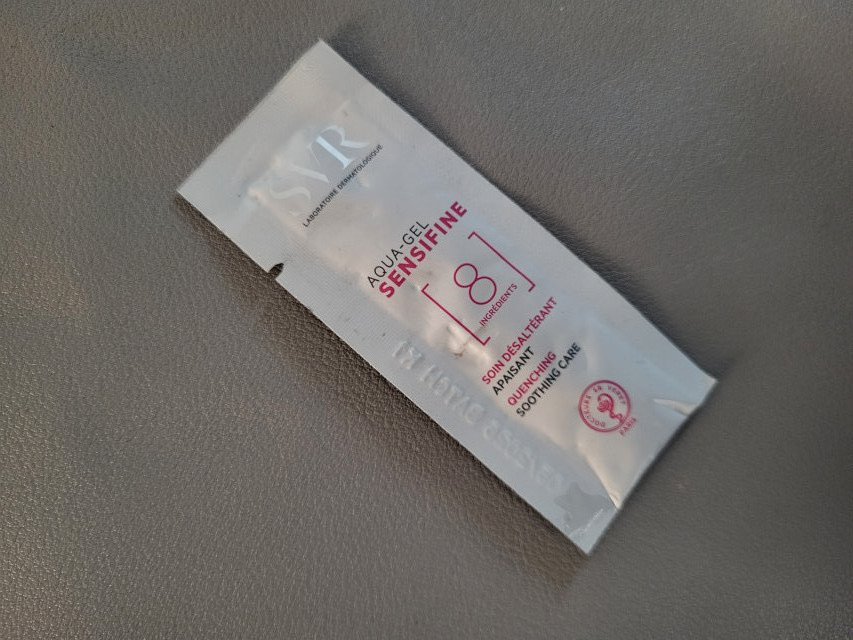 SVR
LABORATOIRE DERMATOLOGIQUE
AQUA-GEL
SENSIFINE
[8]
INGRÉDIENTS
SOIN DÉSALTÉRANT
APAISANT
QUENCHING
SOOTHING CARE
PARIS